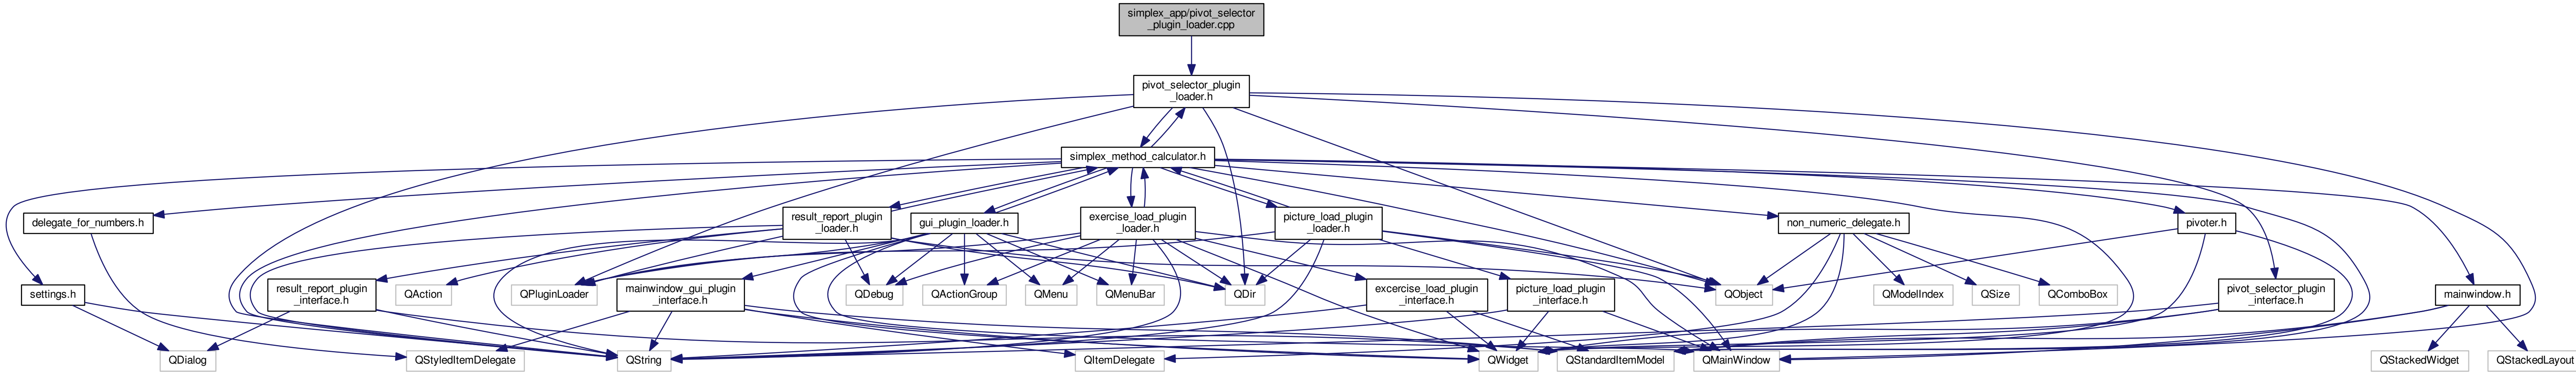 simplex_app/pivot_selector
_plugin_loader.cpp
pivot_selector_plugin
_loader.h
simplex_method_calculator.h
delegate_for_numbers.h
result_report_plugin
_loader.h
gui_plugin_loader.h
exercise_load_plugin
_loader.h
picture_load_plugin
_loader.h
non_numeric_delegate.h
pivoter.h
settings.h
result_report_plugin
_interface.h
QAction
QPluginLoader
mainwindow_gui_plugin
_interface.h
QDebug
QActionGroup
QMenu
QMenuBar
QDir
excercise_load_plugin
_interface.h
picture_load_plugin
_interface.h
QObject
QModelIndex
QSize
QComboBox
pivot_selector_plugin
_interface.h
mainwindow.h
QDialog
QStyledItemDelegate
QString
QItemDelegate
QWidget
QStandardItemModel
QMainWindow
QStackedWidget
QStackedLayout